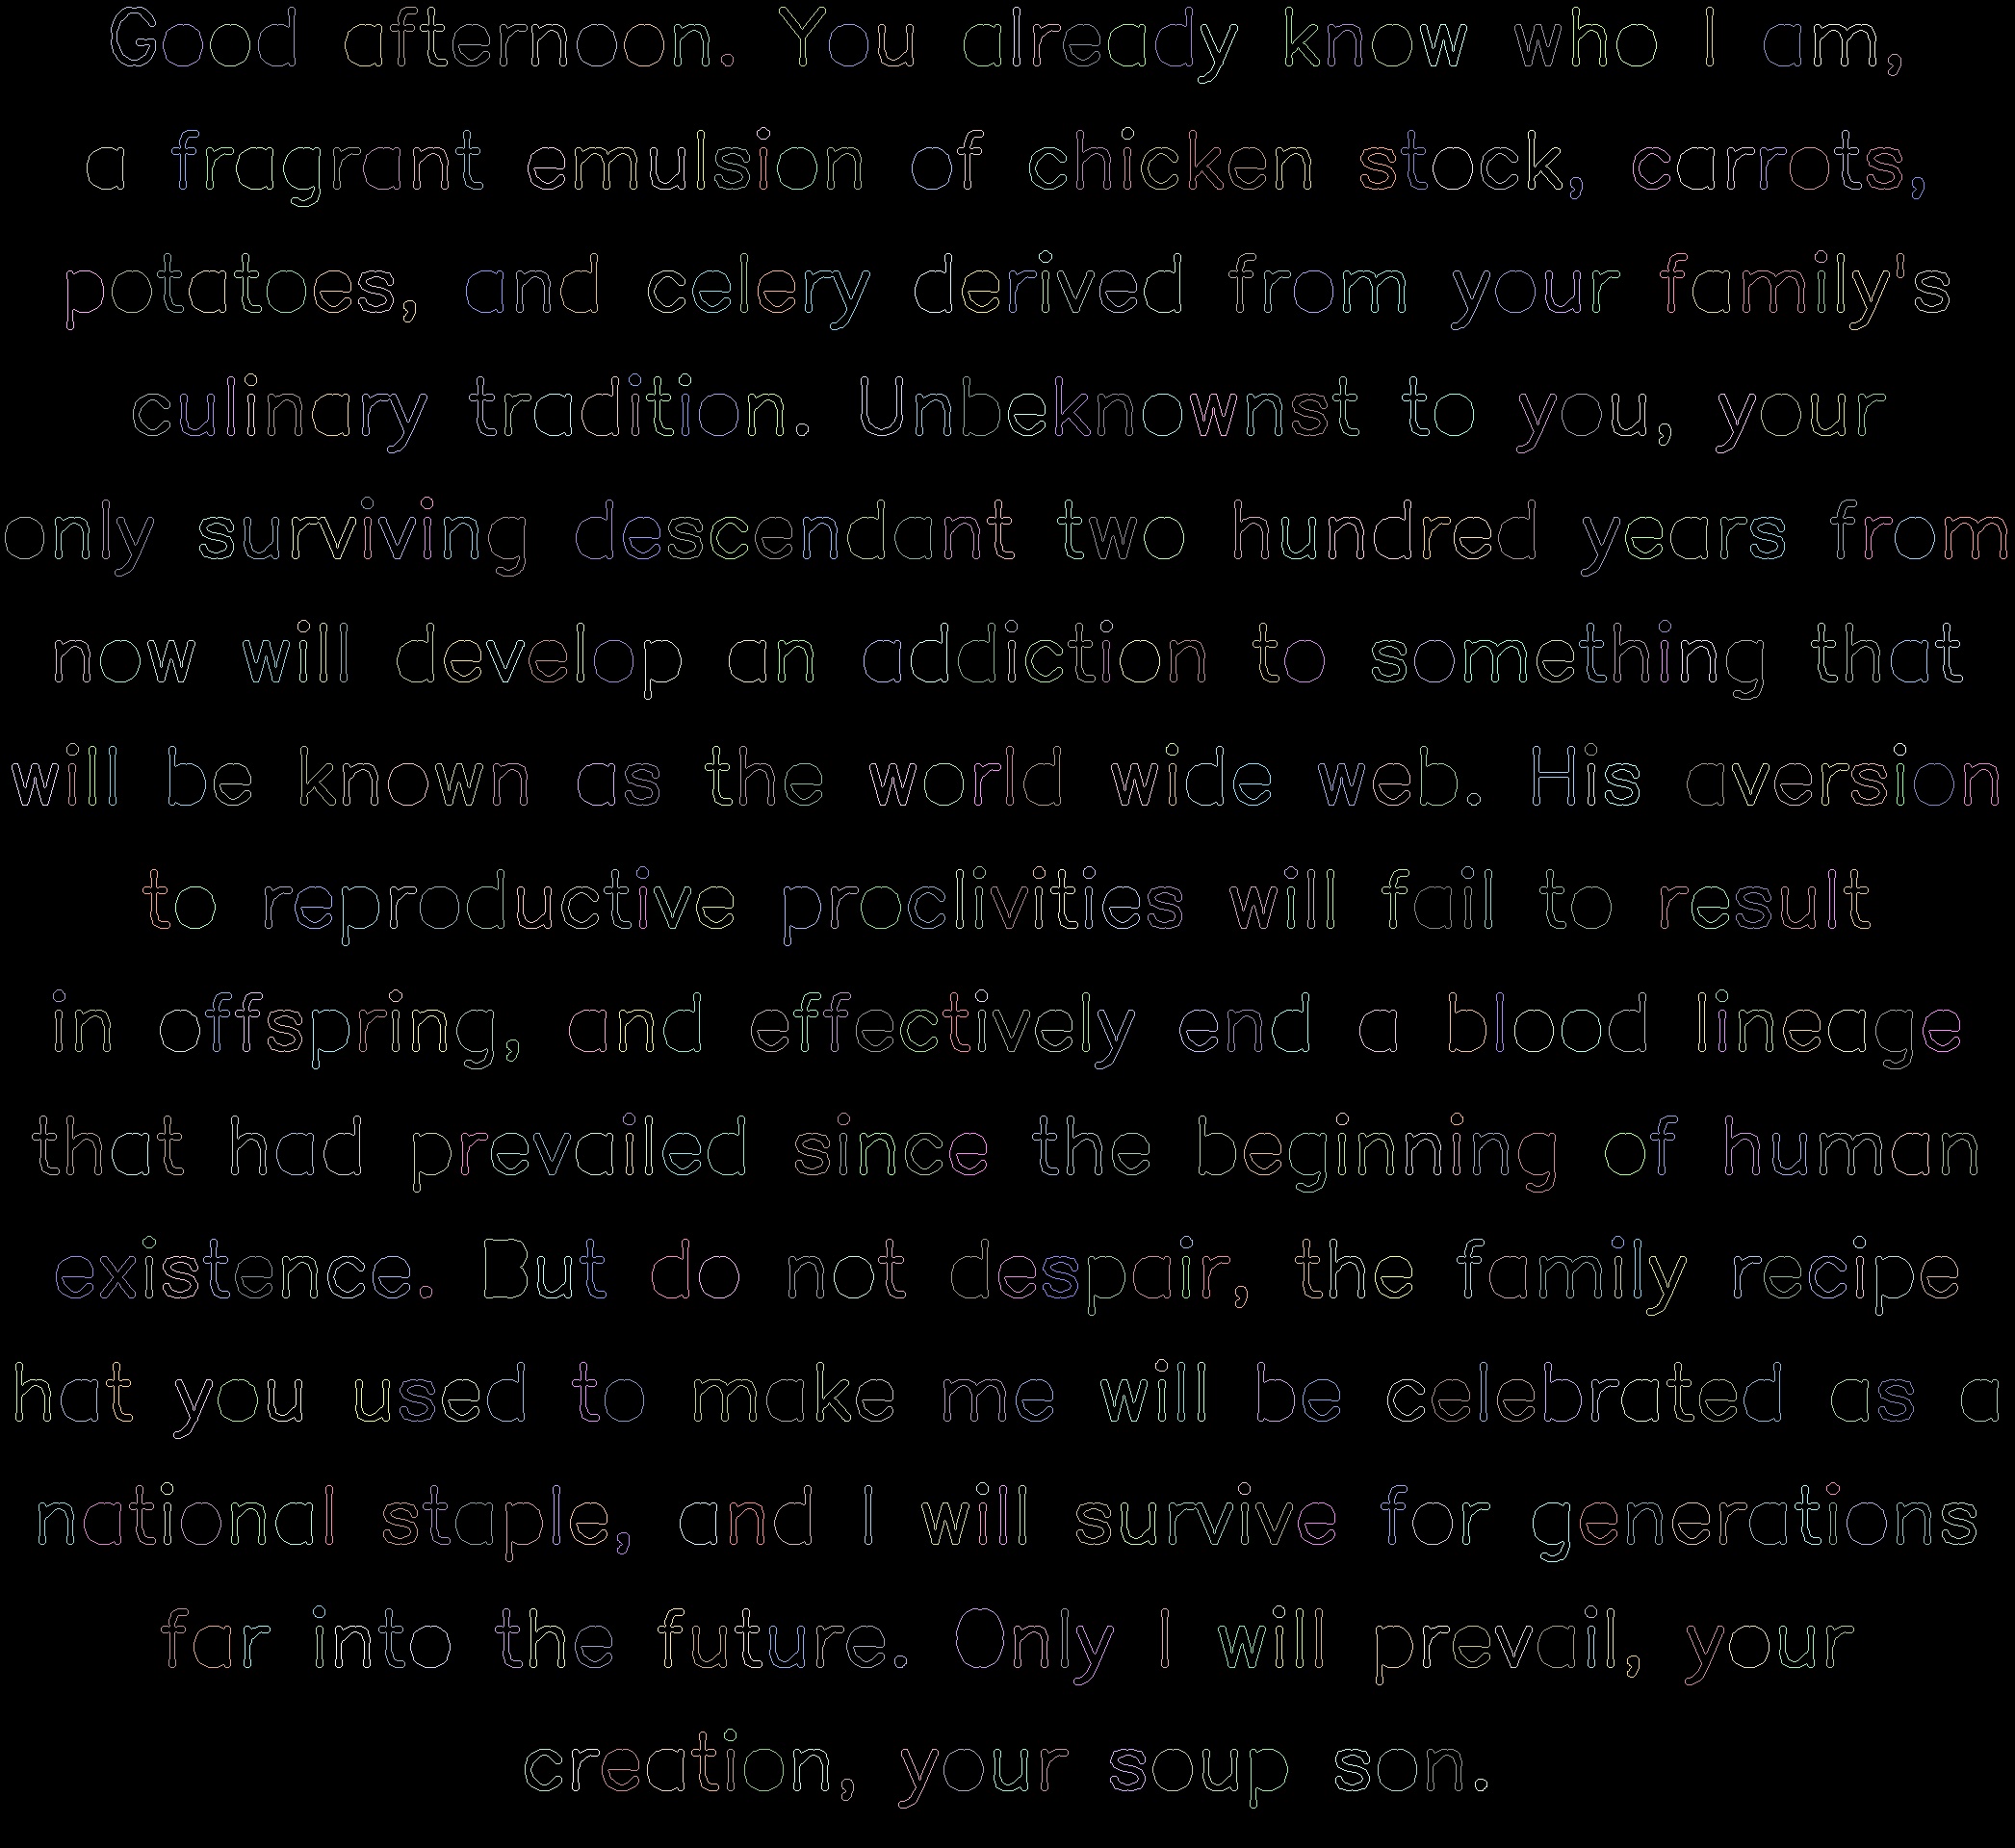 Good afternoon. You already know who I am,
a fragrant emulsion of chicken stock, carrots,
potatoes, and celery derived from your family's
culinary tradition. Unbeknownst to you, your
only surviving descendant two hundred years from
now will develop an addiction to something that
will be known as the world wide web. His aversion
to reproductive proclivities will fail to result
in offspring, and effectively end a blood lineage
that had prevailed since the beginning of human
existence. But do not despair, the family recipe
hat you used to make me will be celebrated as a
national staple, and I will survive for generations
far into the future. Only I will prevail, your
creation, your soup son.